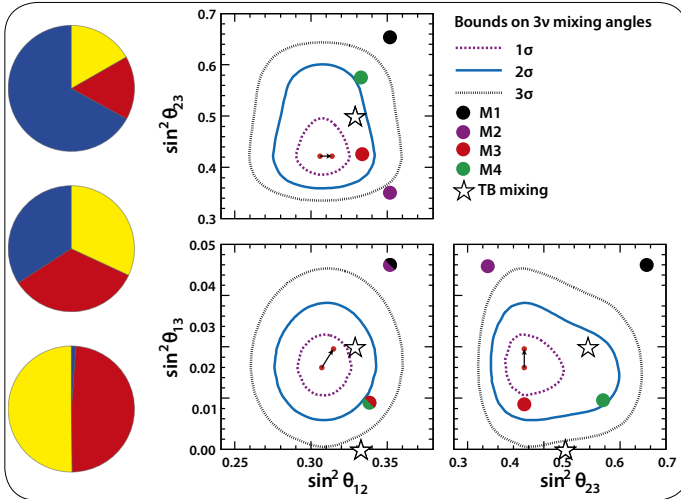 0.7
0.6
0.5
0.4
0.3
sin² θ23
Bounds on 3ν mixing angles
1σ
2σ
3σ
M1
M2
M3
M4
TB mixing
0.05
0.04
0.03
0.02
0.01
0.00
sin² θ13
0.25
0.30
0.35
sin² θ12
0.3
0.4
0.5
0.6
0.7
sin² θ23